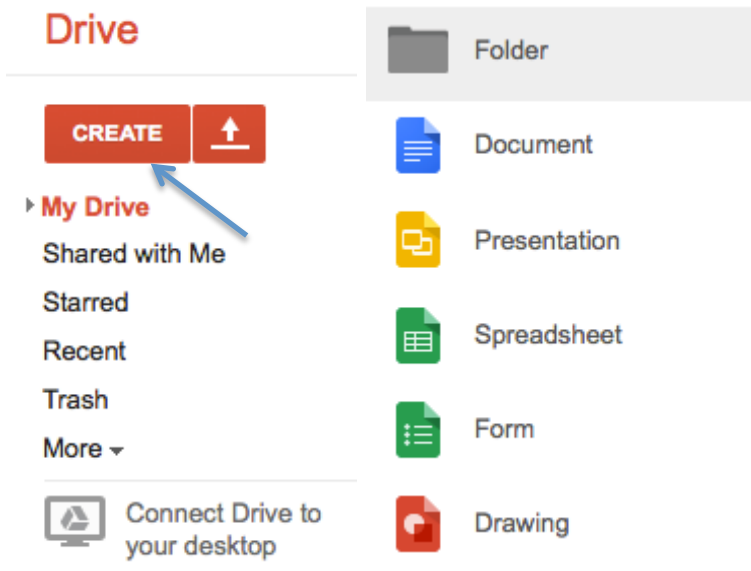 Drive
CREATE
My Drive
Shared with Me
Starred
Recent
Trash
More
Connect Drive to
your desktop
Folder
Document
Presentation
Spreadsheet
Form
Drawing